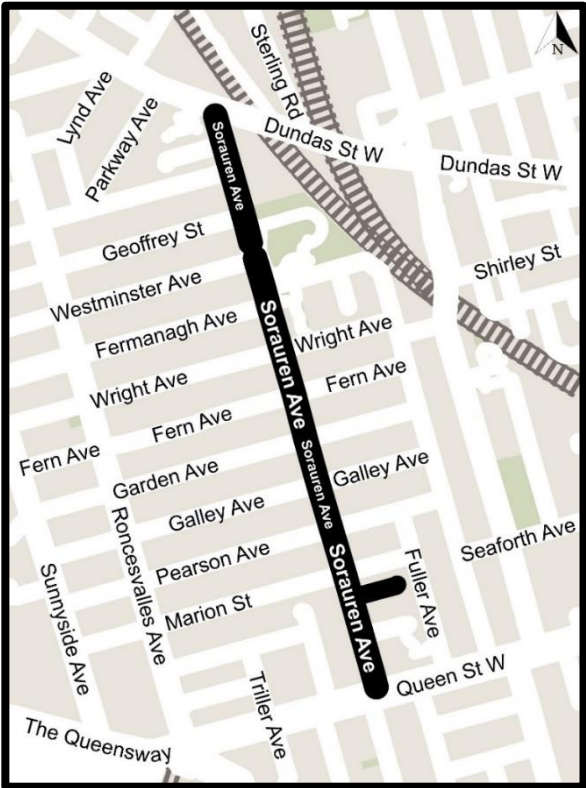 N
Sterling Rd
Lynd Ave
Parkway Ave
Dundas St W
Dundas St W
Sorauren Ave
Geoffrey St
Shirley St
Westminster Ave
Fermanagh Ave
Sorauren Ave
Wright Ave
Wright Ave
Fern Ave
Fern Ave
Fern Ave
Garden Ave
Sorauren Ave
Galley Ave
Galley Ave
Roncesvalles Ave
Pearson Ave
Seaforth Ave
Sorauren Ave
Fuller Ave
Sunnyside Ave
Marion St
Triller Ave
Queen St W
The Queensway